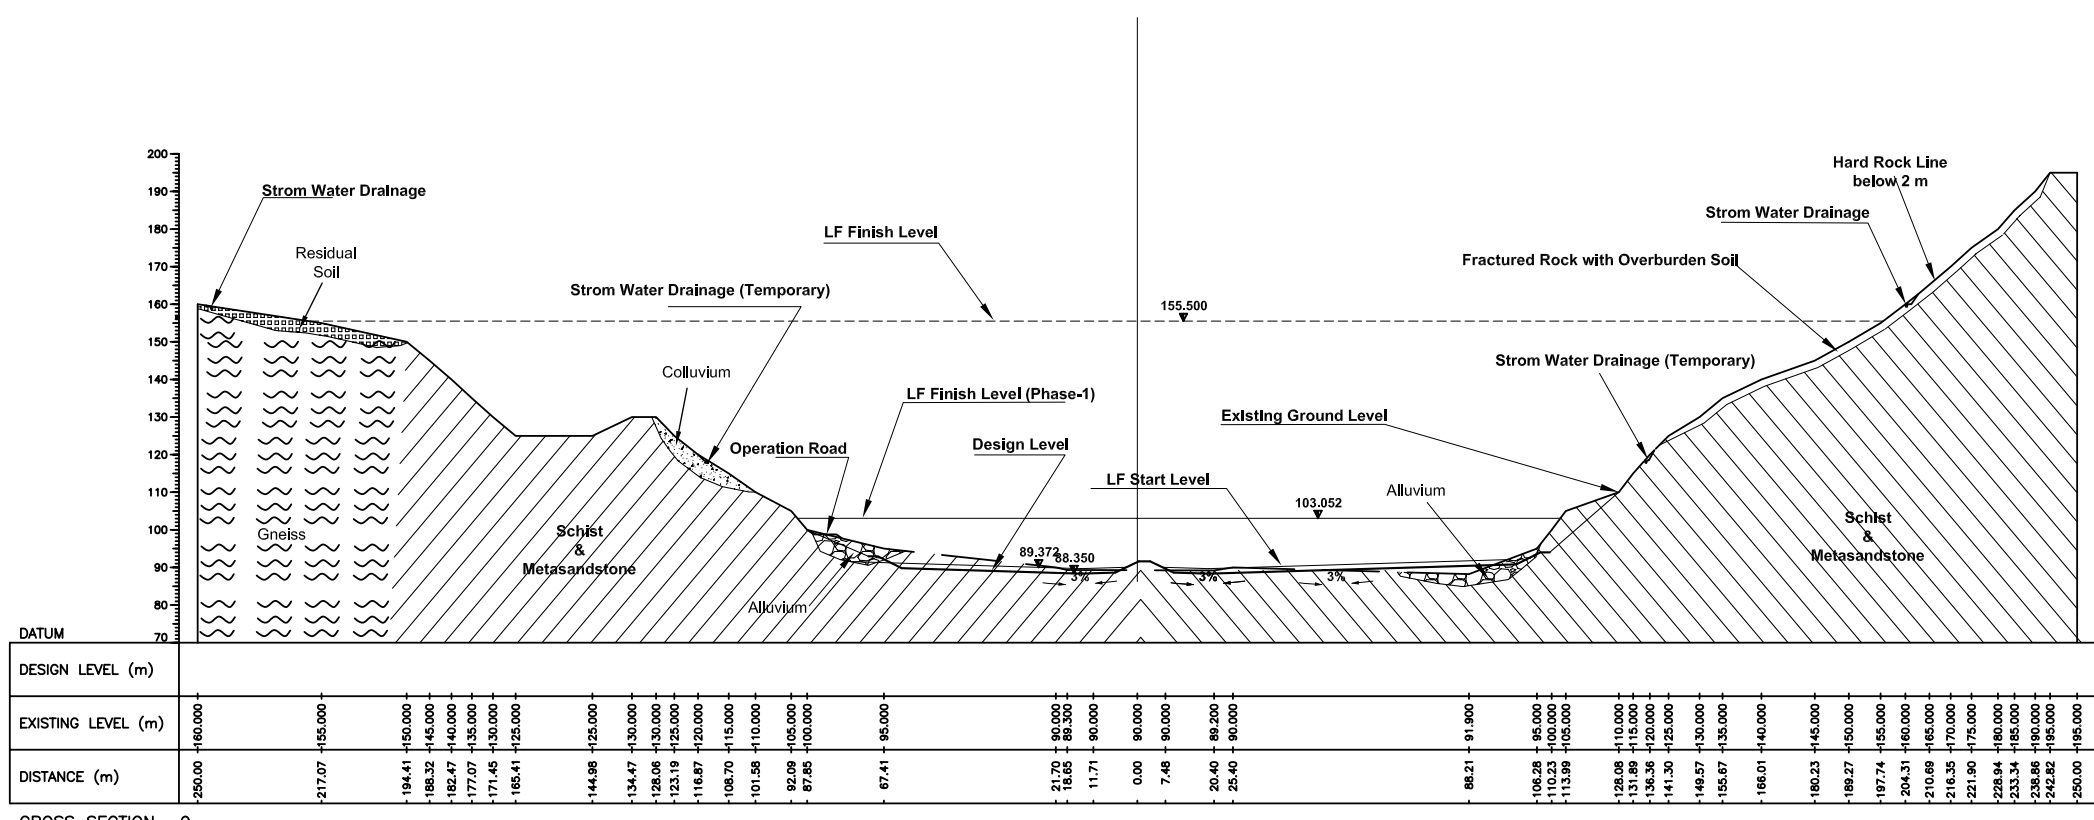 Hard Rock Line
below 2 m
200
190
180
170
160
150
140
130
120
110
100
90
80
70
Strom Water Drainage
Residual
Soil
LF Finish Level
Strom Water Drainage (Temporary)
155.500
Strom Water Drainage
Fractured Rock with Overburden Soil
Strom Water Drainage (Temporary)
Colluvium
LF Finish Level (Phase-1)
Existing Ground Level
Operation Road
Design Level
LF Start Level
Alluvium
103.052
Gneiss
Schist
&
Metasandstone
89.372
88.350
3%
3%
3%
Alluvium
Schist
&
Metasandstone
DATUM
DESIGN LEVEL (m)
EXISTING LEVEL (m)
160.000 155.000 150.000 145.000 140.000 135.000 130.000 125.000 125.000 130.000 130.000 125.000 120.000 115.000 110.000 105.000 100.000 95.000 90.000 89.300 90.000 90.000 90.000 89.200 90.000 91.900 95.000 100.000 105.000 110.000 115.000 120.000 125.000 130.000 135.000 140.000 145.000 150.000 155.000 160.000 165.000 170.000 175.000 180.000 185.000 190.000 195.000 195.000
DISTANCE (m)
250.00 217.07 194.41 188.32 182.47 177.07 171.45 165.41 144.98 134.47 128.06 123.19 116.87 108.70 101.58 92.09 87.85 67.41 21.70 18.65 11.71 0.00 7.48 20.40 25.40 88.21 106.28 110.23 113.99 128.08 131.89 136.36 141.30 149.57 155.67 166.01 180.23 189.27 197.74 204.31 210.69 216.35 221.90 228.94 233.34 238.86 242.82 250.00